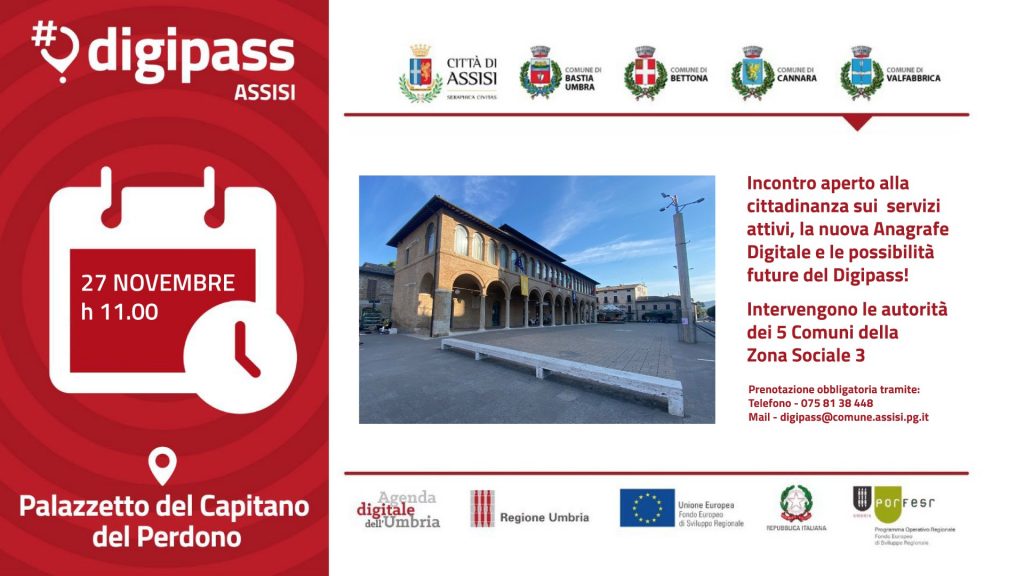 #digipass
ASSISI
27 NOVEMBRE
h 11.00
Palazzetto del Capitano
del Perdono
CITTÀ DI
ASSISI
SERAPHICA CIVITAS
COMUNE DI
BASTIA
UMBRA
COMUNE DI
BETTONA
COMUNE DI
CANNARA
COMUNE DI
VALFABBRICA
Incontro aperto alla
cittadinanza sui servizi
attivi, la nuova Anagrafe
Digitale e le possibilità
future del Digipass!
Intervengono le autorità
dei 5 Comuni della
Zona Sociale 3
Prenotazione obbligatoria tramite:
Telefono - 075 81 38 448
Mail - digipass@comune.assisi.pg.it
Agenda
digitale
dell'Umbria
Regione Umbria
Unione Europea
Fondo Europeo
di Sviluppo Regionale
REPUBBLICA ITALIANA
UMBRIA
porfesr
Programma Operativo Regionale
Fondo Europeo
di Sviluppo Regionale